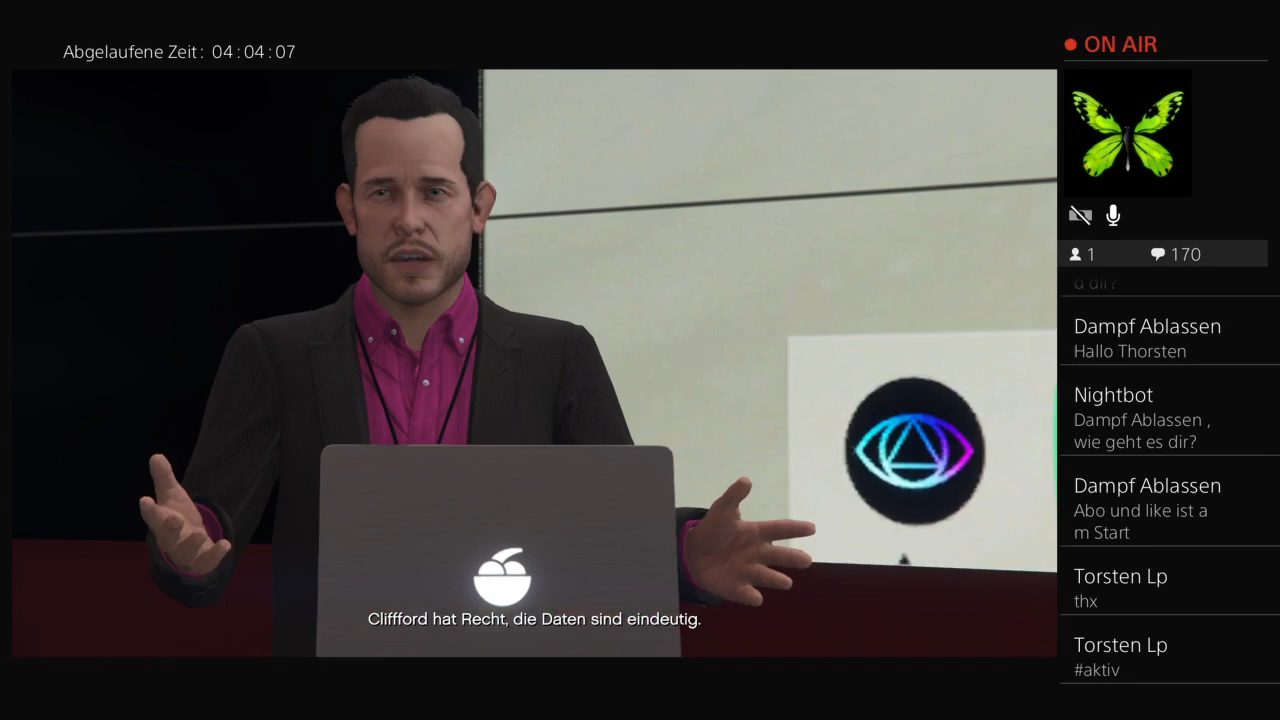 Abgelaufene Zeit: 04:04:07
ON AIR
1
170
d dir?
Dampf Ablassen
Hallo Thorsten
Nightbot
Dampf Ablassen ,
wie geht es dir?
Dampf Ablassen
Abo und like ist a
m Start
Torsten Lp
thx
Torsten Lp
#aktiv
Cliffford hat Recht, die Daten sind eindeutig.